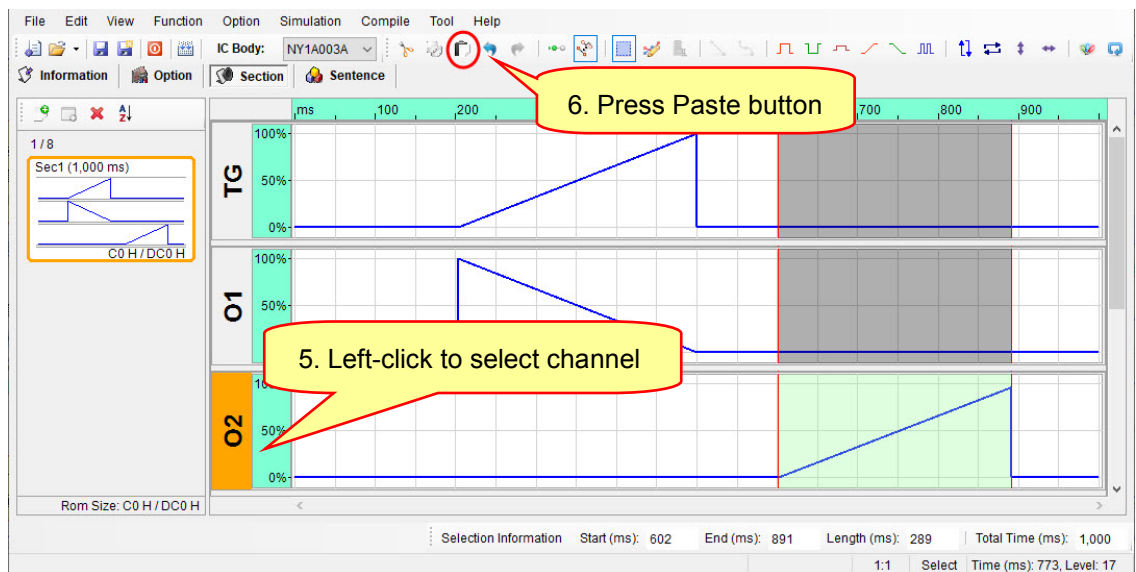 File Edit View Function Option Simulation Compile Tool Help
IC Body: NY1A003A
Information Option Section Sentence
6. Press Paste button
ms 100 200 700 800 900
1 / 8
Sec1 (1,000 ms)
C0 H / DC0 H
TG
100%
50%
0%
O1
100%
50%
5. Left-click to select channel
O2
50%
0%
Rom Size: C0 H / DC0 H
Selection Information Start (ms): 602 End (ms): 891 Length (ms): 289 Total Time (ms): 1,000
1:1 Select Time (ms): 773, Level: 17